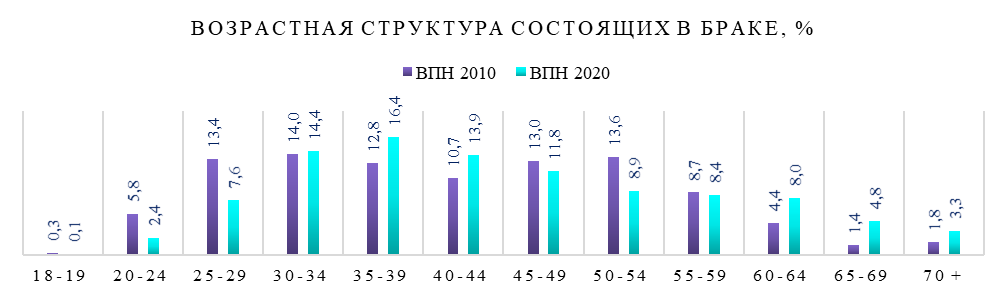 ВОЗРАСТНАЯ СТРУКТУРА СОСТОЯЩИХ В БРАКЕ, %
ВПН 2010 ВПН 2020
0,3 0,1 5,8 2,4 13,4 7,6 14,0 14,4 12,8 16,4 10,7 13,9 13,0 11,8 13,6 8,9 8,7 8,4 4,4 8,0 1,4 4,8 1,8 3,3
18-19 20-24 25-29 30-34 35-39 40-44 45-49 50-54 55-59 60-64 65-69 70+